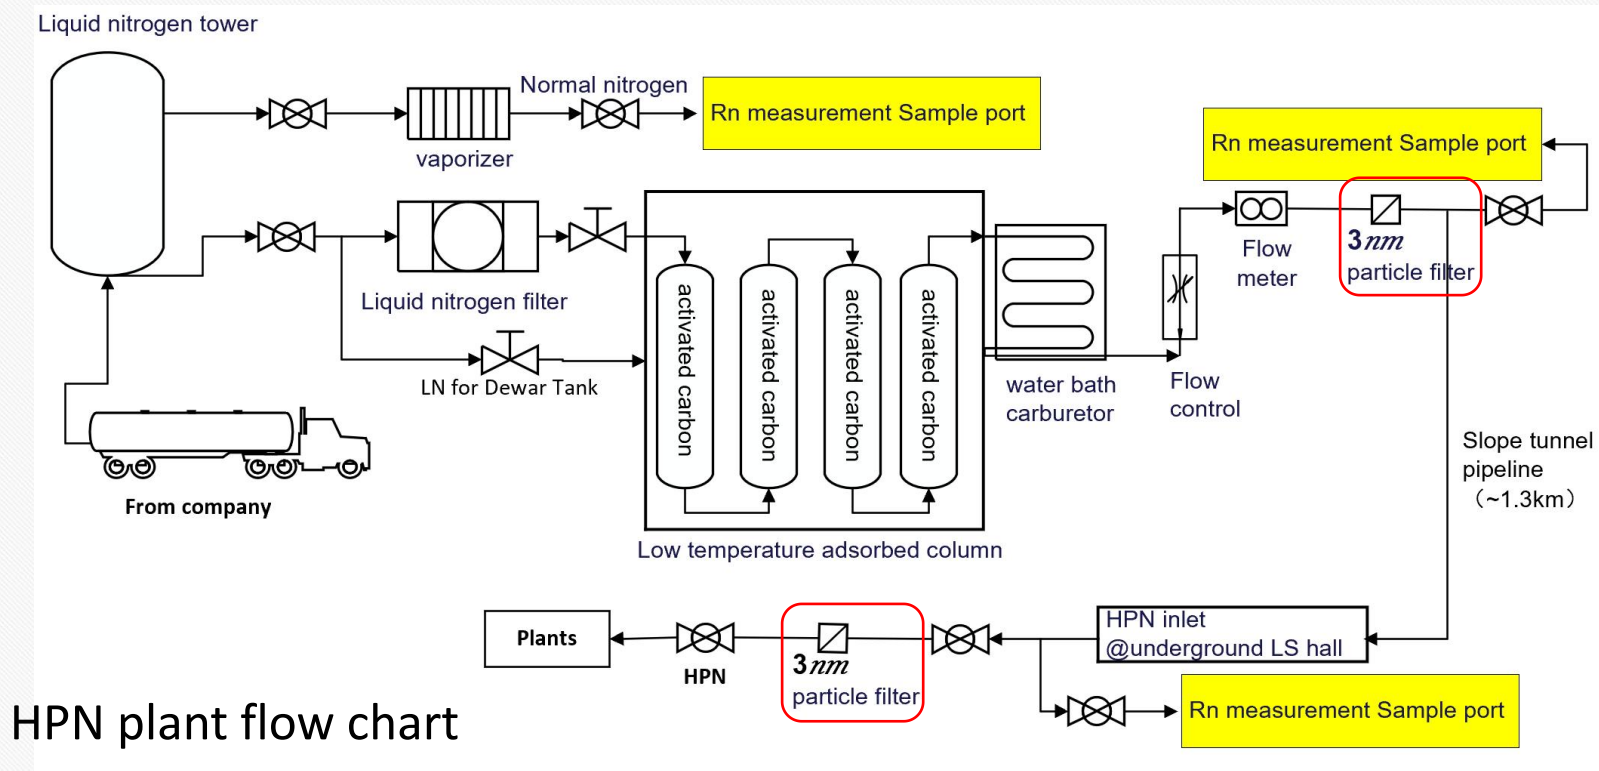 Liquid nitrogen tower
Normal nitrogen
Rn measurement Sample port
vaporizer
Rn measurement Sample port
Liquid nitrogen filter
LN for Dewar Tank
From company
activated carbon
activated carbon
activated carbon
activated carbon
Low temperature adsorbed column
water bath
carburetor
Flow
control
Flow
meter
3nm
particle filter
Slope tunnel
pipeline
（~1.3km）
HPN inlet
@underground LS hall
Rn measurement Sample port
3nm
particle filter
HPN
Plants
HPN plant flow chart